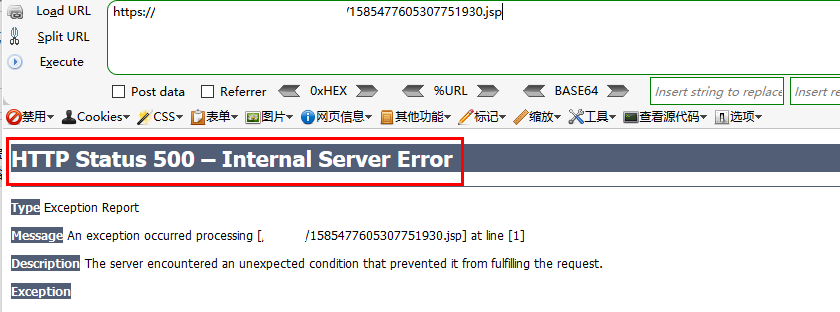 Load URL
https:// /1585477605307751930.jsp
Split URL
Execute
Post data Referrer 0xHEX %URL BASE64 Insert string to replace Insert re
禁用 Cookies CSS 表单 图片 网页信息 其他功能 标记 缩放 工具 查看源代码 选项
HTTP Status 500 – Internal Server Error
Type Exception Report
Message An exception occurred processing [, /1585477605307751930.jsp] at line [1]
Description The server encountered an unexpected condition that prevented it from fulfilling the request.
Exception